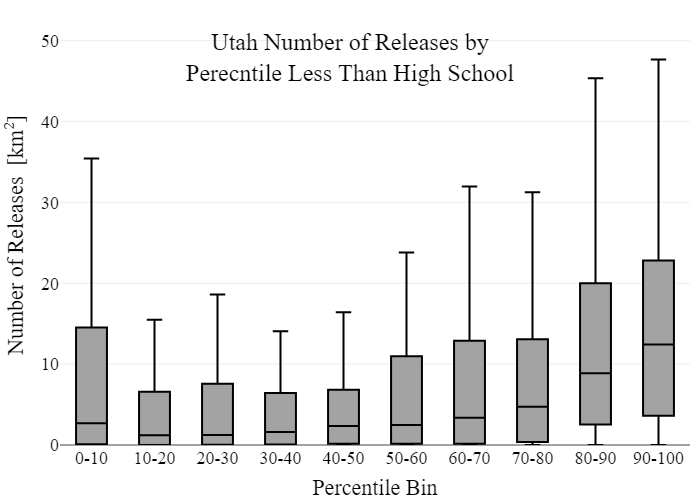 Utah Number of Releases by
Perecntile Less Than High School
Number of Releases [km²]
50
40
30
20
10
0
0-10 10-20 20-30 30-40 40-50 50-60 60-70 70-80 80-90 90-100
Percentile Bin